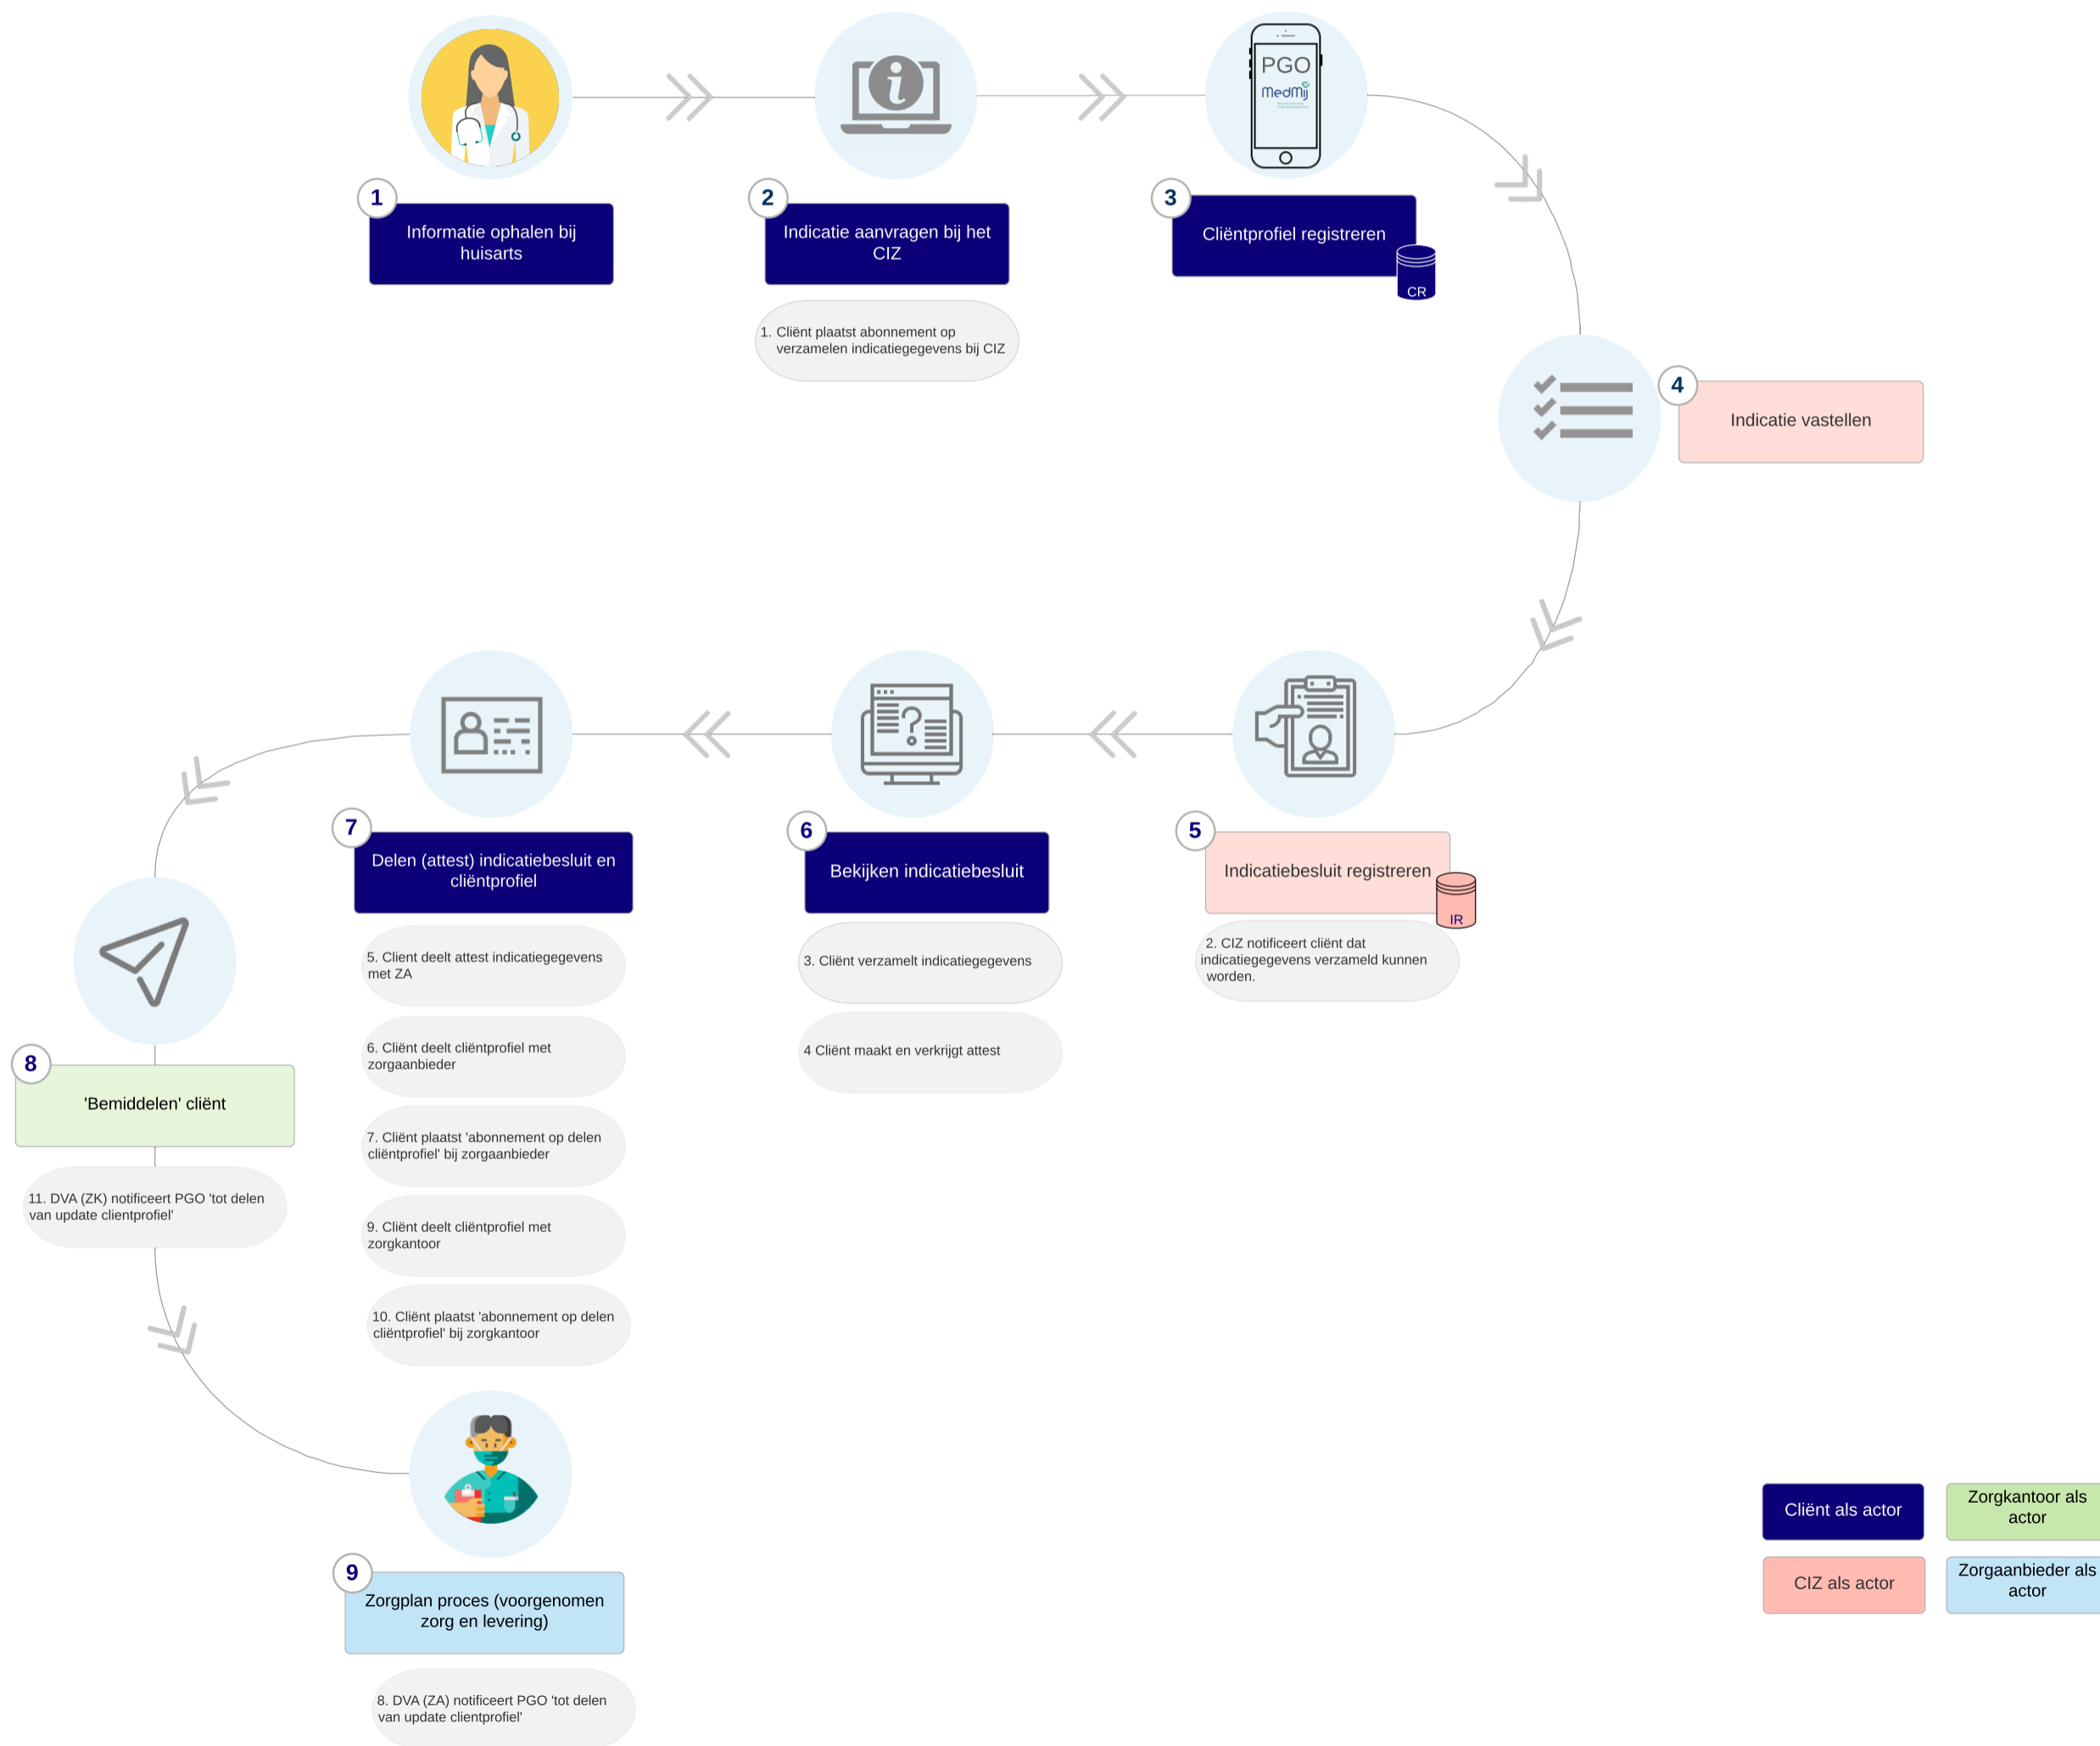 PGO
MedMij
1
Informatie ophalen bij
huisarts
2
Indicatie aanvragen bij het
CIZ
1. Cliënt plaatst abonnement op
verzamelen indicatiegegevens bij CIZ
3
Cliëntprofiel registreren
CR
4
Indicatie vastellen
5
Indicatiebesluit registreren
IR
2. CIZ notificeert cliënt dat
indicatiegegevens verzameld kunnen
worden.
6
Bekijken indicatiebesluit
3. Cliënt verzamelt indicatiegegevens
4 Cliënt maakt en verkrijgt attest
7
Delen (attest) indicatiebesluit en
cliëntprofiel
5. Client deelt attest indicatiegegevens
met ZA
6. Cliënt deelt cliëntprofiel met
zorgaanbieder
7. Cliënt plaatst 'abonnement op delen
cliëntprofiel' bij zorgaanbieder
9. Cliënt deelt cliëntprofiel met
zorgkantoor
10. Cliënt plaatst 'abonnement op delen
cliëntprofiel' bij zorgkantoor
8
'Bemiddelen' cliënt
11. DVA (ZK) notificeert PGO 'tot delen
van update clientprofiel'
9
Zorgplan proces (voorgenomen
zorg en levering)
8. DVA (ZA) notificeert PGO 'tot delen
van update clientprofiel'
Cliënt als actor
Zorgkantoor als
actor
CIZ als actor
Zorgaanbieder als
actor